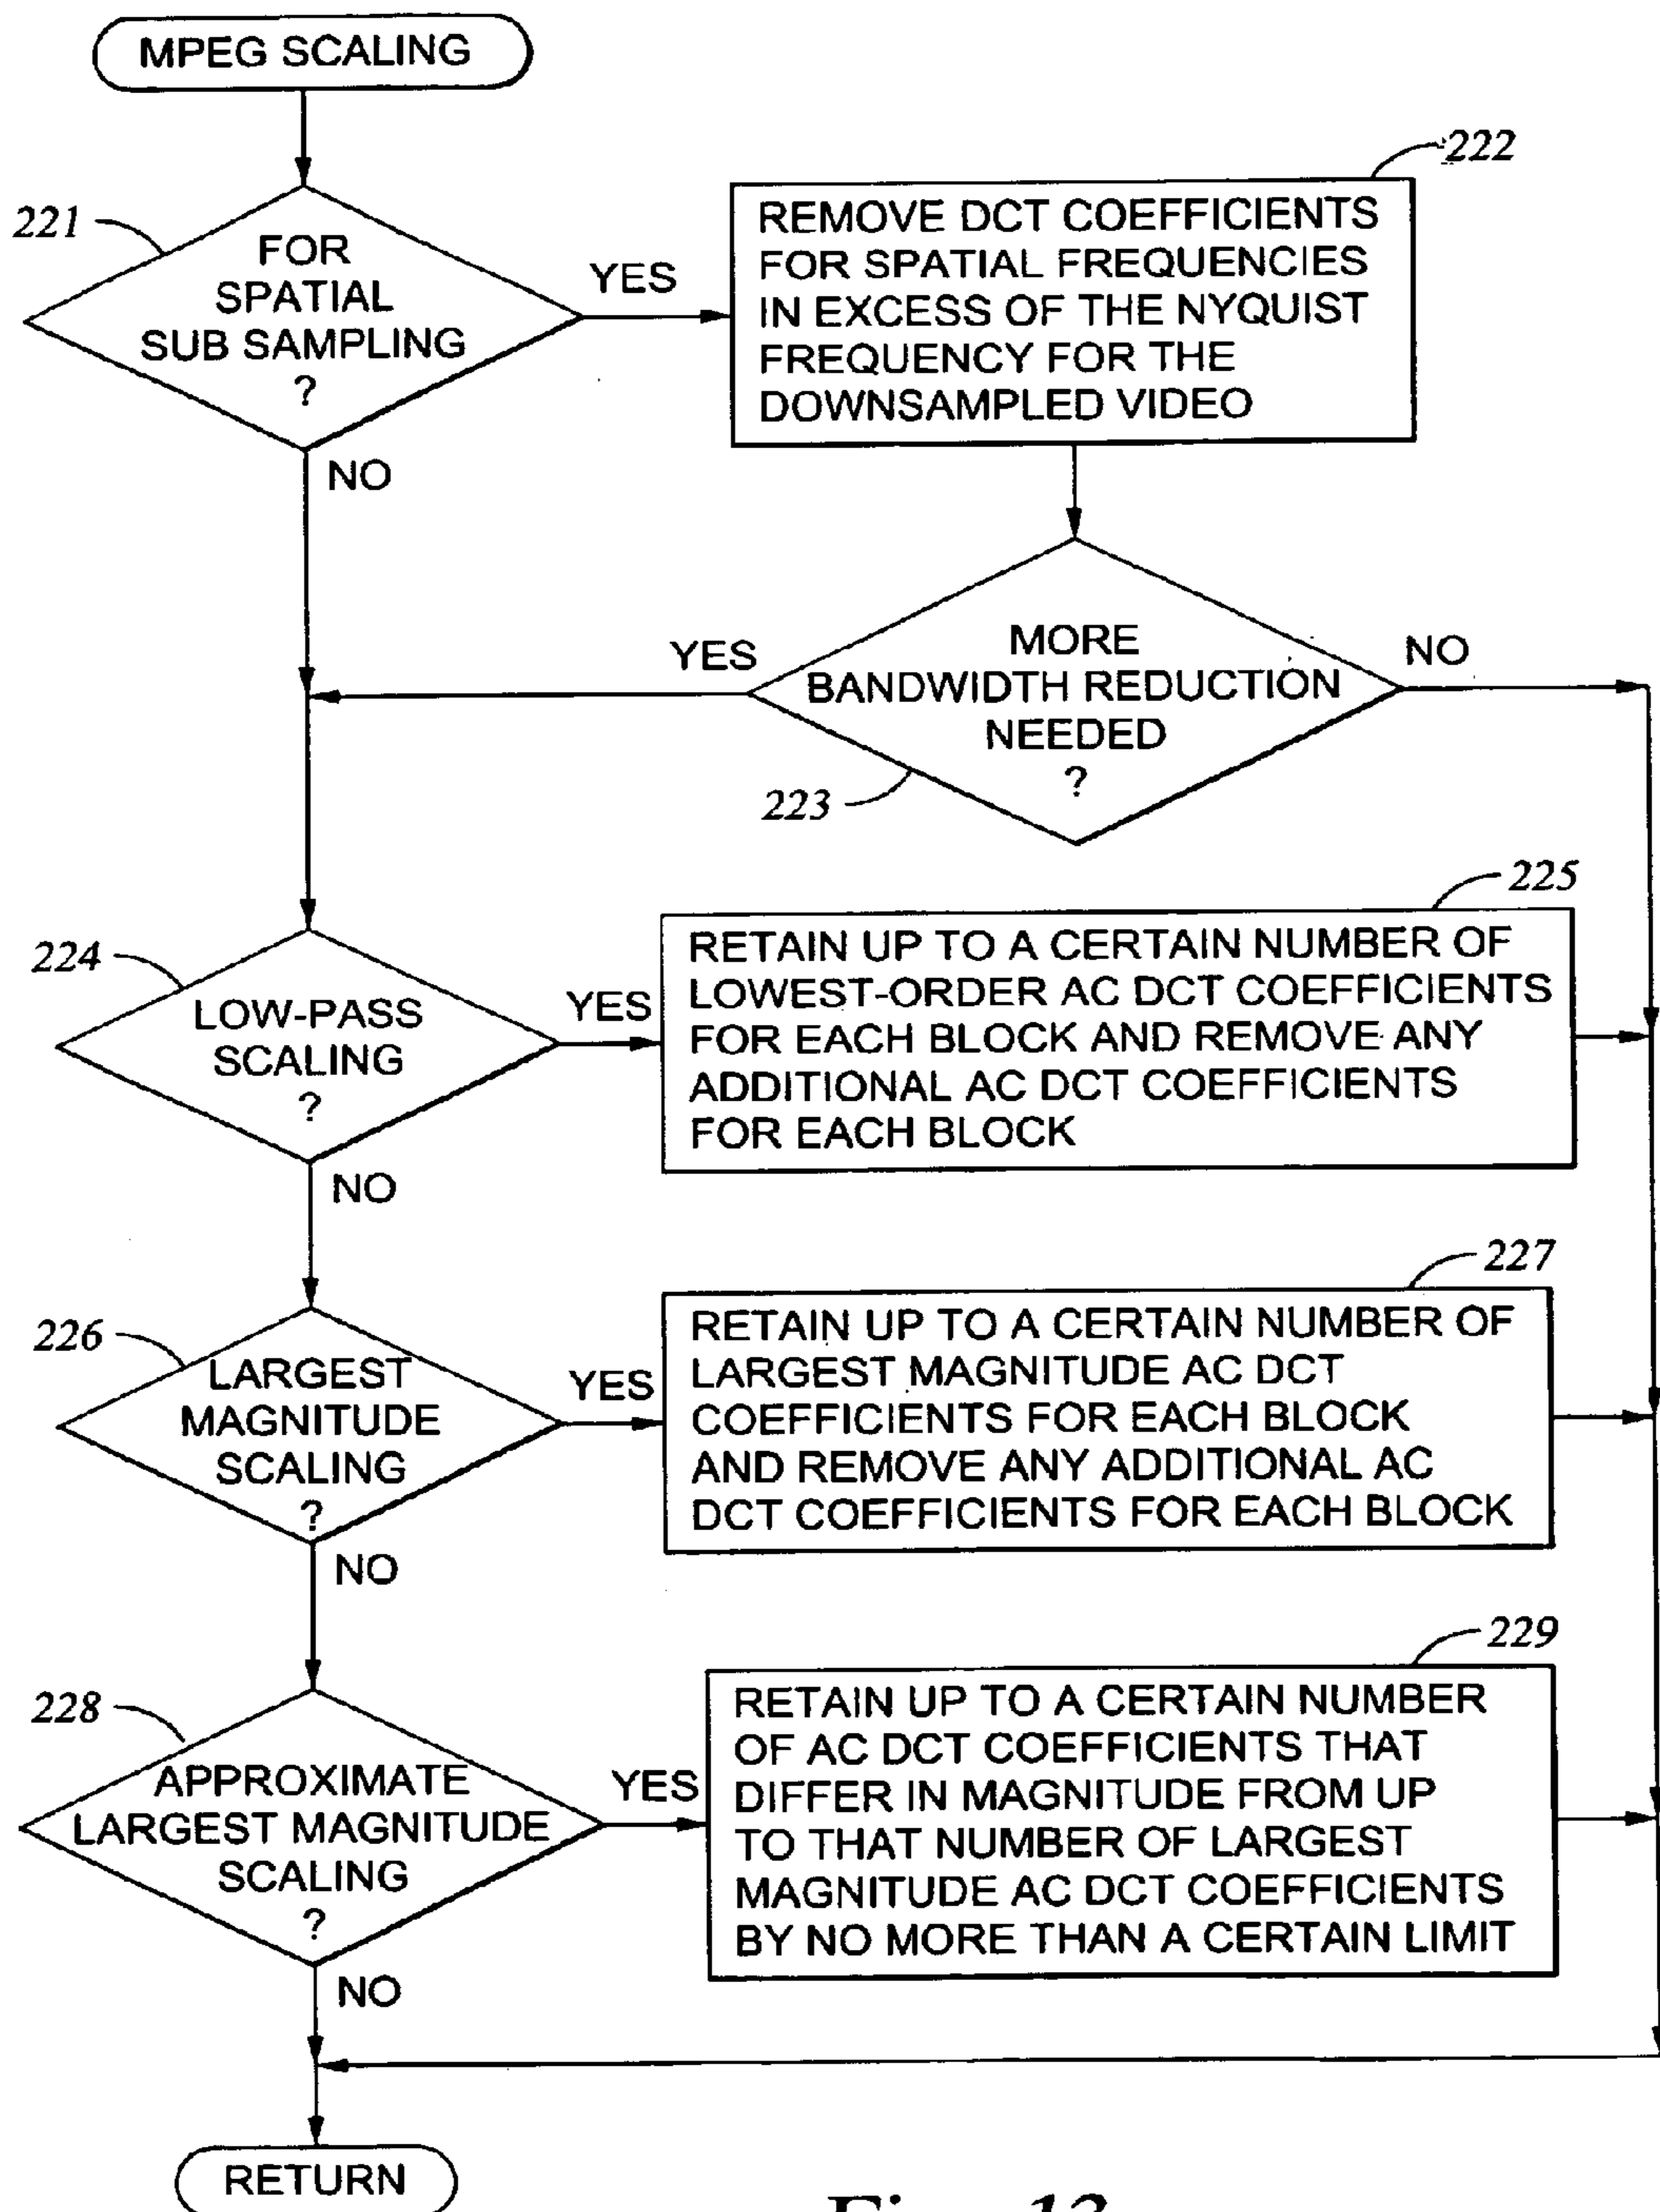 MPEG SCALING
222
221
FOR
SPATIAL
SUB SAMPLING
?
YES
REMOVE DCT COEFFICIENTS
FOR SPATIAL FREQUENCIES
IN EXCESS OF THE NYQUIST
FREQUENCY FOR THE
DOWNSAMPLED VIDEO
NO
YES
MORE
BANDWIDTH REDUCTION
NEEDED
?
NO
223
225
224
LOW-PASS
SCALING
?
YES
RETAIN UP TO A CERTAIN NUMBER OF
LOWEST-ORDER AC DCT COEFFICIENTS
FOR EACH BLOCK AND REMOVE ANY
ADDITIONAL AC DCT COEFFICIENTS
FOR EACH BLOCK
NO
227
226
LARGEST
MAGNITUDE
SCALING
?
YES
RETAIN UP TO A CERTAIN NUMBER OF
LARGEST MAGNITUDE AC DCT
COEFFICIENTS FOR EACH BLOCK
AND REMOVE ANY ADDITIONAL AC
DCT COEFFICIENTS FOR EACH BLOCK
NO
229
228
APPROXIMATE
LARGEST MAGNITUDE
SCALING
?
YES
RETAIN UP TO A CERTAIN NUMBER
OF AC DCT COEFFICIENTS THAT
DIFFER IN MAGNITUDE FROM UP
TO THAT NUMBER OF LARGEST
MAGNITUDE AC DCT COEFFICIENTS
BY NO MORE THAN A CERTAIN LIMIT
NO
RETURN
Fig. 13